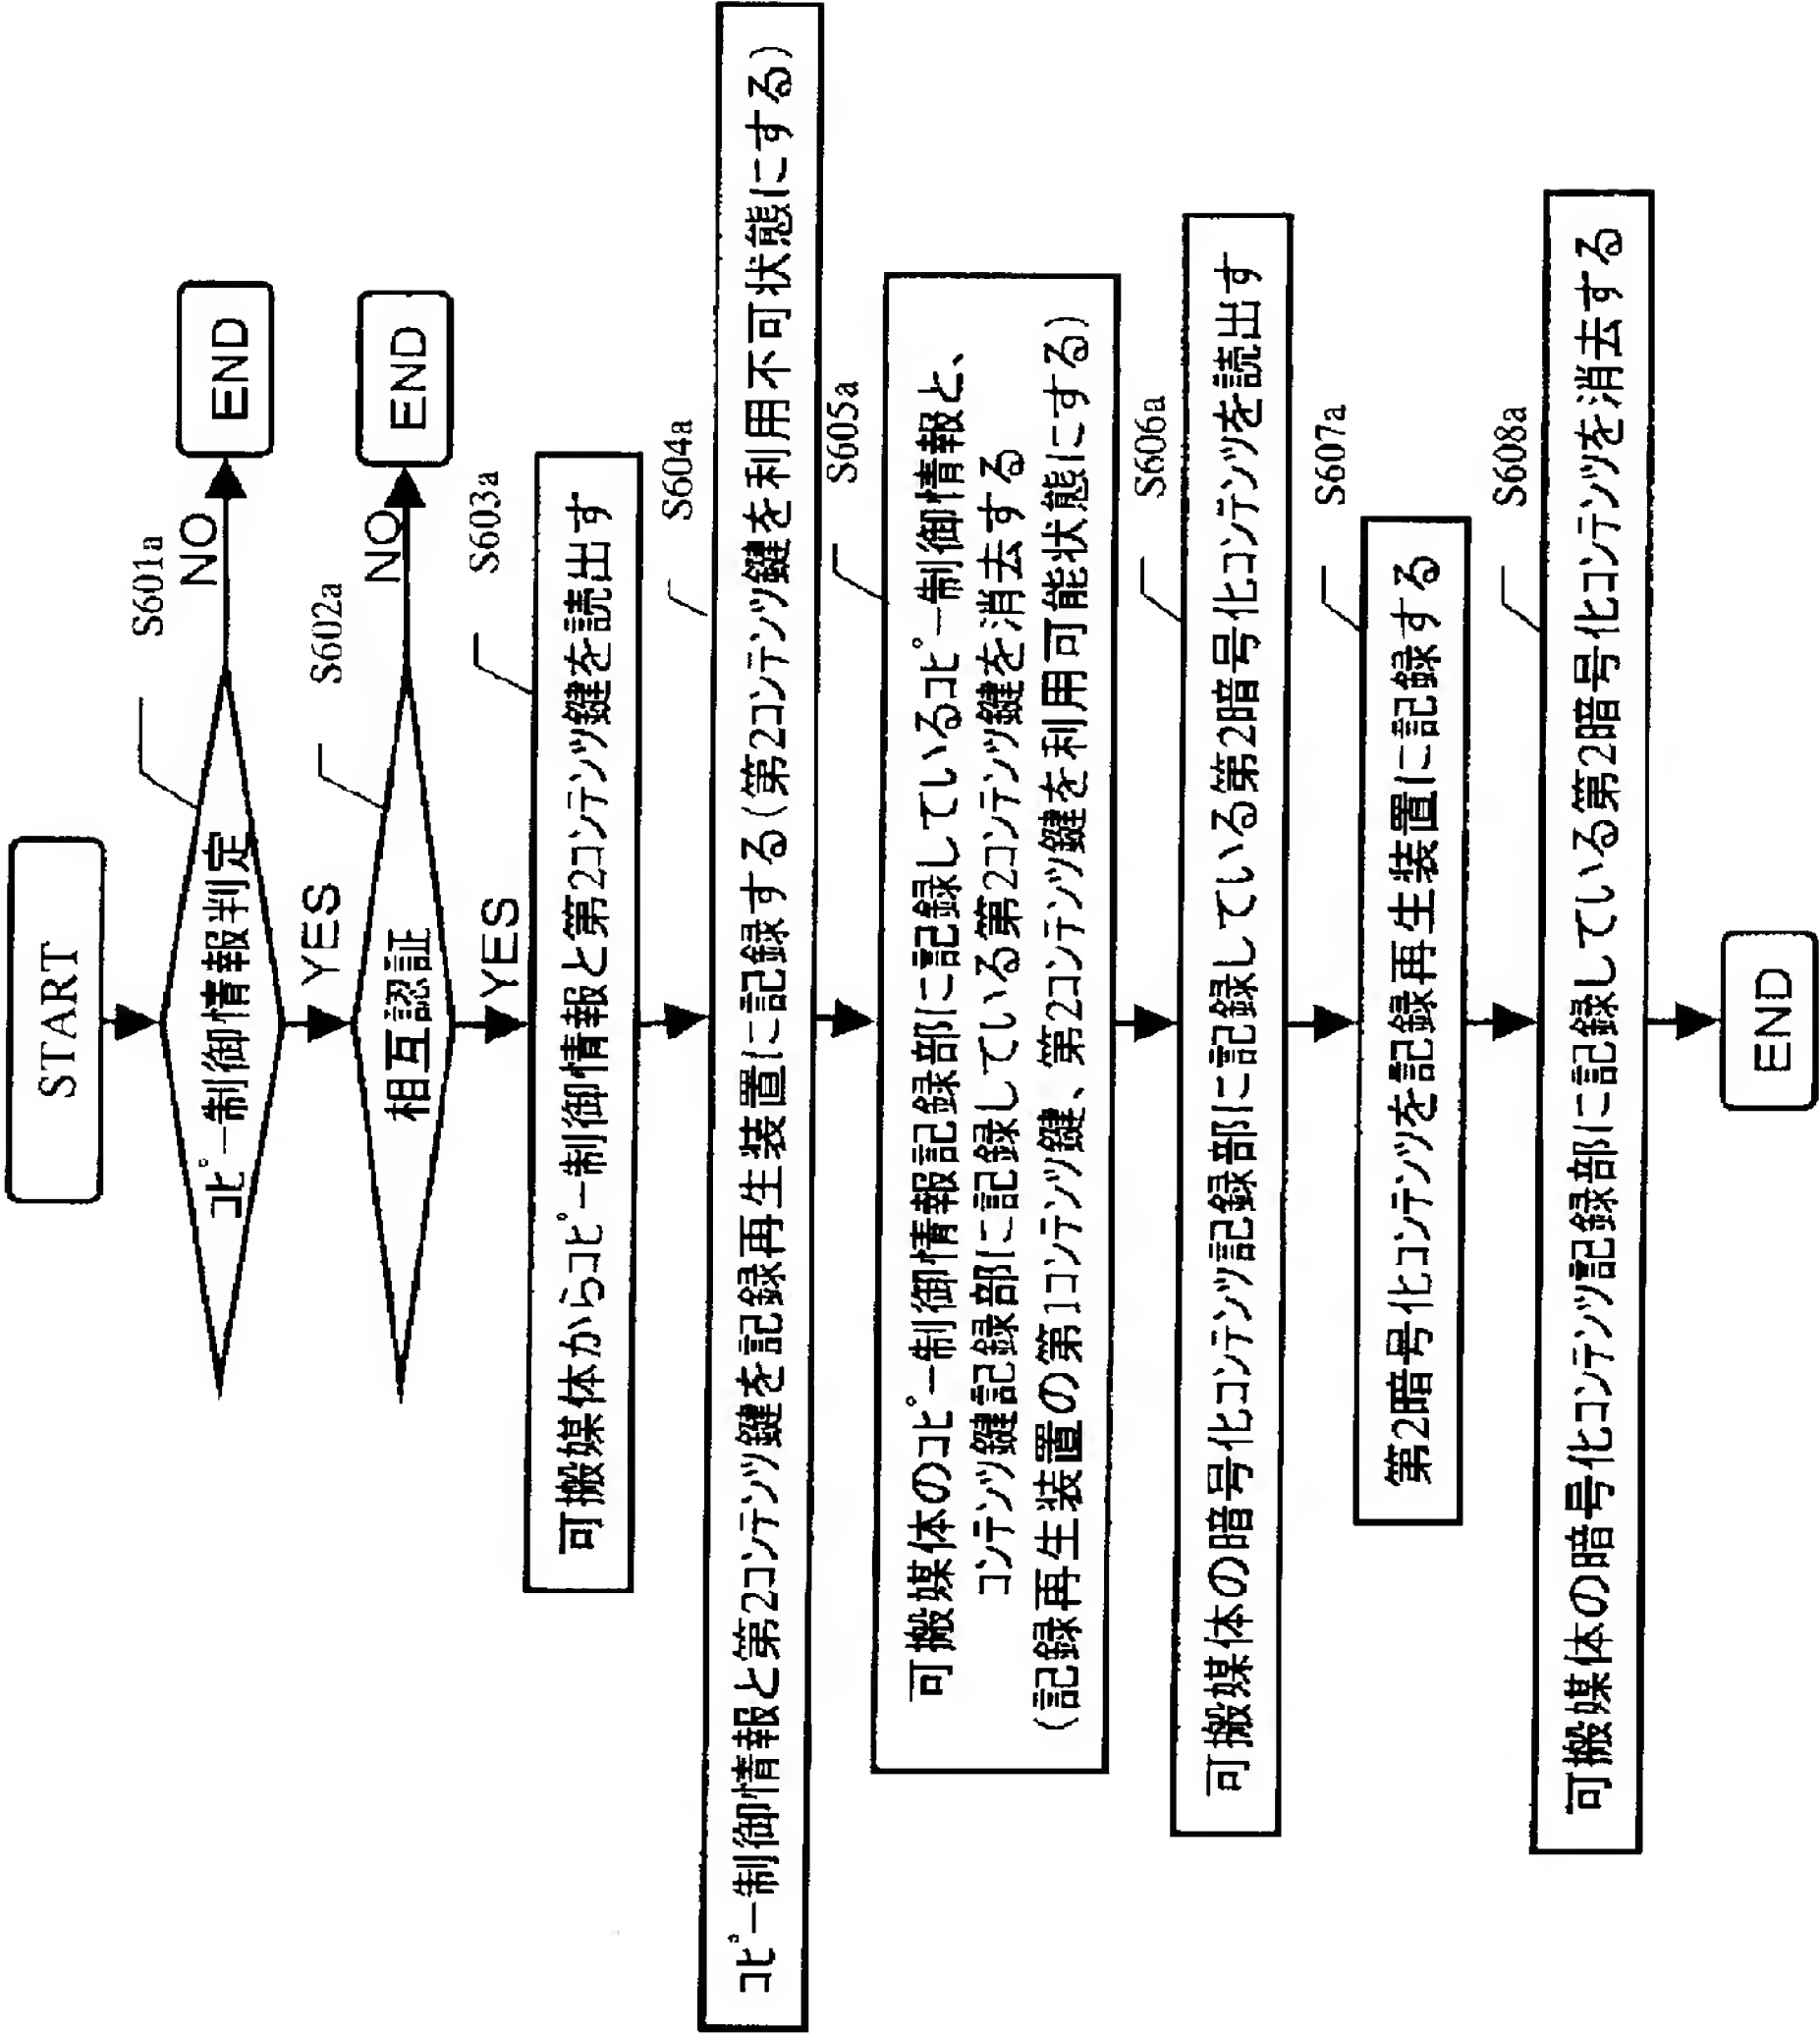 START
S601a
コピー制御情報判定
NO
END
YES
S602a
相互認証
NO
END
YES
S603a
可搬媒体からコピー制御情報と第2コンテンツ鍵を読出す
S604a
コピー制御情報と第2コンテンツ鍵を記録再生装置に記録する(第2コンテンツ鍵を利用不可状態にする)
S605a
可搬媒体のコピー制御情報記録部に記録しているコピー制御情報と、
コンテンツ鍵記録部に記録している第2コンテンツ鍵を消去する
(記録再生装置の第1コンテンツ鍵、第2コンテンツ鍵を利用可能状態にする)
S606a
可搬媒体の暗号化コンテンツ記録部に記録している第2暗号化コンテンツを読出す
S607a
第2暗号化コンテンツを記録再生装置に記録する
S608a
可搬媒体の暗号化コンテンツ記録部に記録している第2暗号化コンテンツを消去する
END